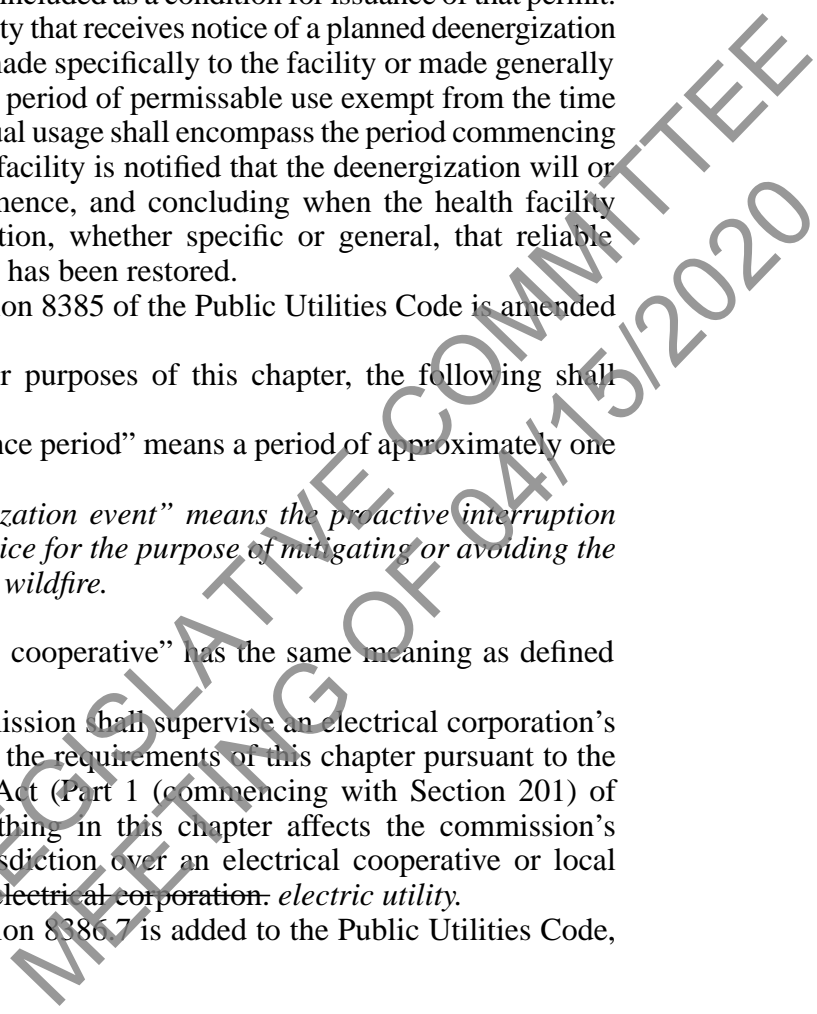 included as a condition for issuance of that permit.
ty that receives notice of a planned deenergization
ade specifically to the facility or made generally
period of permissable use exempt from the time
al usage shall encompass the period commencing
facility is notified that the deenergization will or
ence, and concluding when the health facility
tion, whether specific or general, that reliable
has been restored.
on 8385 of the Public Utilities Code is amended
r purposes of this chapter, the following shall
ce period” means a period of approximately one
zation event” means the proactive interruption
ice for the purpose of mitigating or avoiding the
wildfire.
cooperative” has the same meaning as defined
ission shall supervise an electrical corporation’s
the requirements of this chapter pursuant to the
Act (Part 1 (commencing with Section 201) of
thing in this chapter affects the commission’s
sdiction over an electrical cooperative or local
electrical corporation. electric utility.
on 8386.7 is added to the Public Utilities Code,
EGISLATIVE COMMITTEE
MEETING OF 04/15/2020